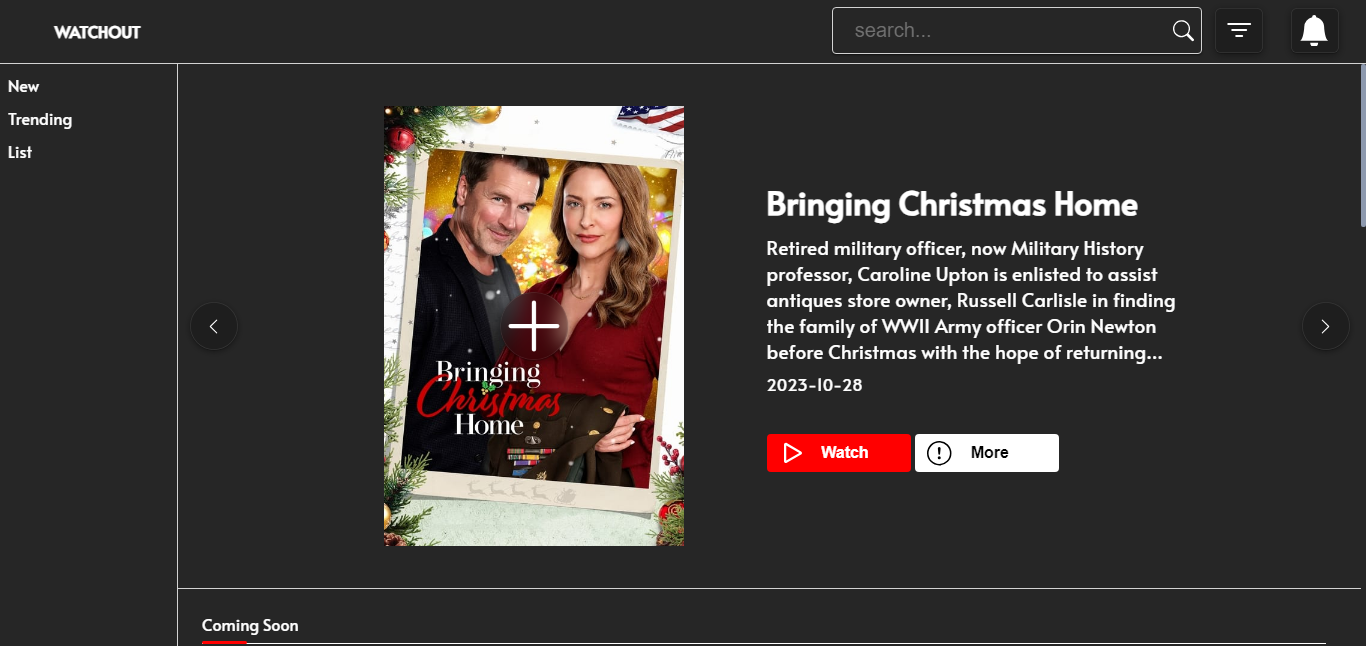 WATCHOUT
search...
New
Trending
List
Bringing
Christmas
Home
Bringing Christmas Home
Retired military officer, now Military History
professor, Caroline Upton is enlisted to assist
antiques store owner, Russell Carlisle in finding
the family of WWII Army officer Orin Newton
before Christmas with the hope of returning...
2023-10-28
Watch
More
Coming Soon